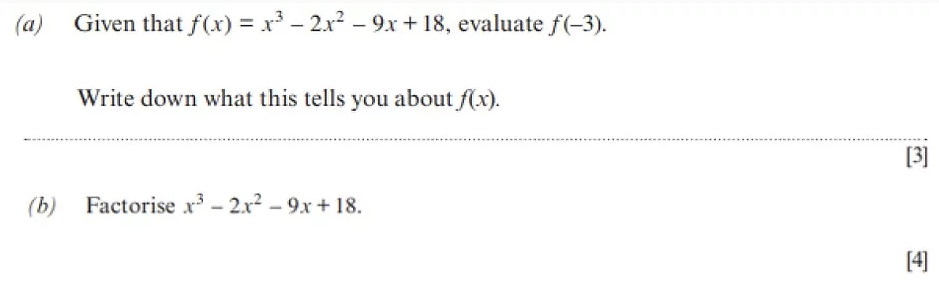 (a) Given that f(x) = x³ – 2x² – 9x + 18, evaluate f(–3).
Write down what this tells you about f(x).
[3]
(b) Factorise x³ – 2x² – 9x + 18.
[4]